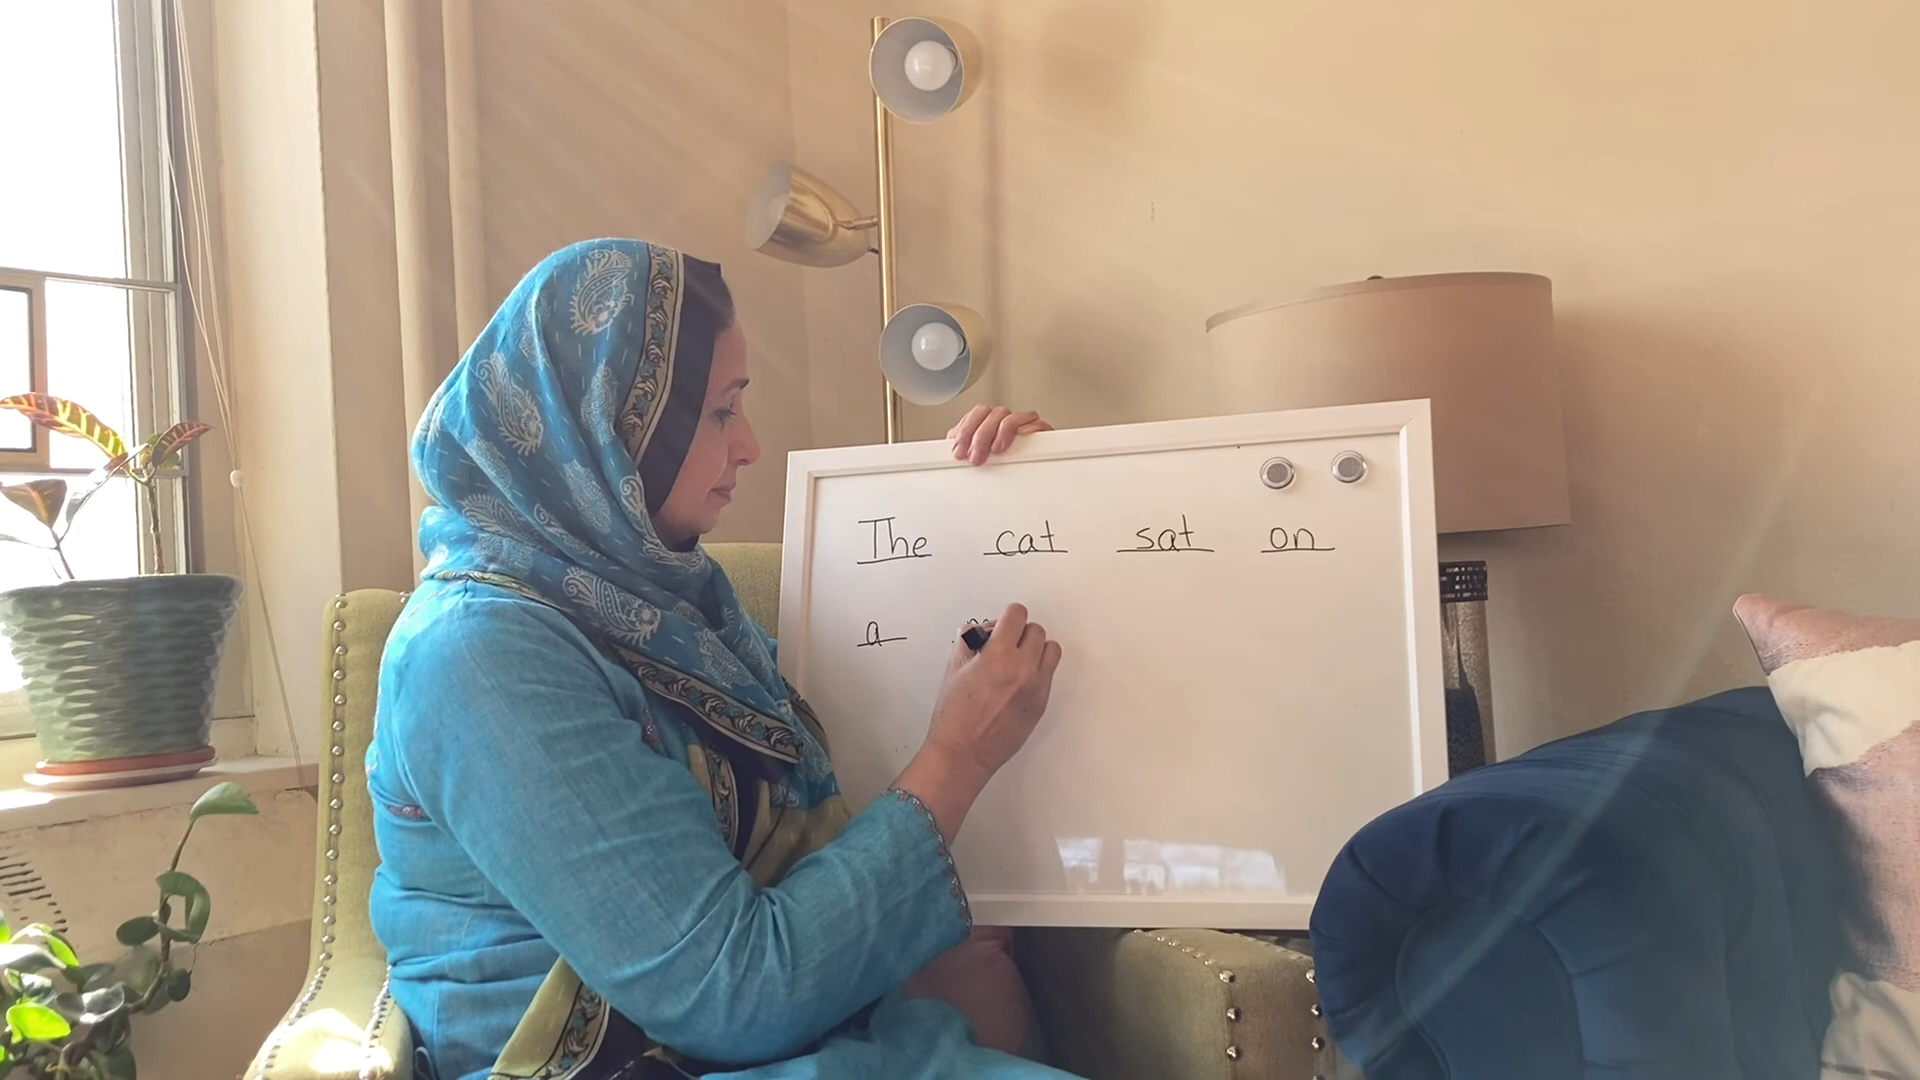 The cat sat on
a